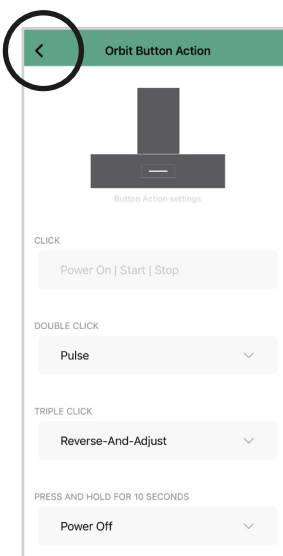 Orbit Button Action
Button Action settings
CLICK
Power On | Start | Stop
DOUBLE CLICK
Pulse
TRIPLE CLICK
Reverse-And-Adjust
PRESS AND HOLD FOR 10 SECONDS
Power Off